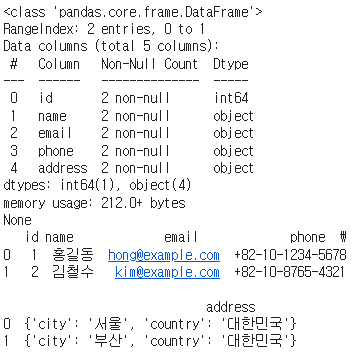 <class 'pandas.core.frame.DataFrame'>
RangeIndex: 2 entries, 0 to 1
Data columns (total 5 columns):
 #   Column   Non-Null Count  Dtype
---  ------   --------------  -----
 0   id       2 non-null      int64
 1   name     2 non-null      object
 2   email    2 non-null      object
 3   phone    2 non-null      object
 4   address  2 non-null      object
dtypes: int64(1), object(4)
memory usage: 212.0+ bytes
None
   id name             email             phone  ₩
0   1  홍길동  hong@example.com  +82-10-1234-5678
1   2  김철수   kim@example.com  +82-10-8765-4321
                              address
0  {'city': '서울', 'country': '대한민국'}
1  {'city': '부산', 'country': '대한민국'}